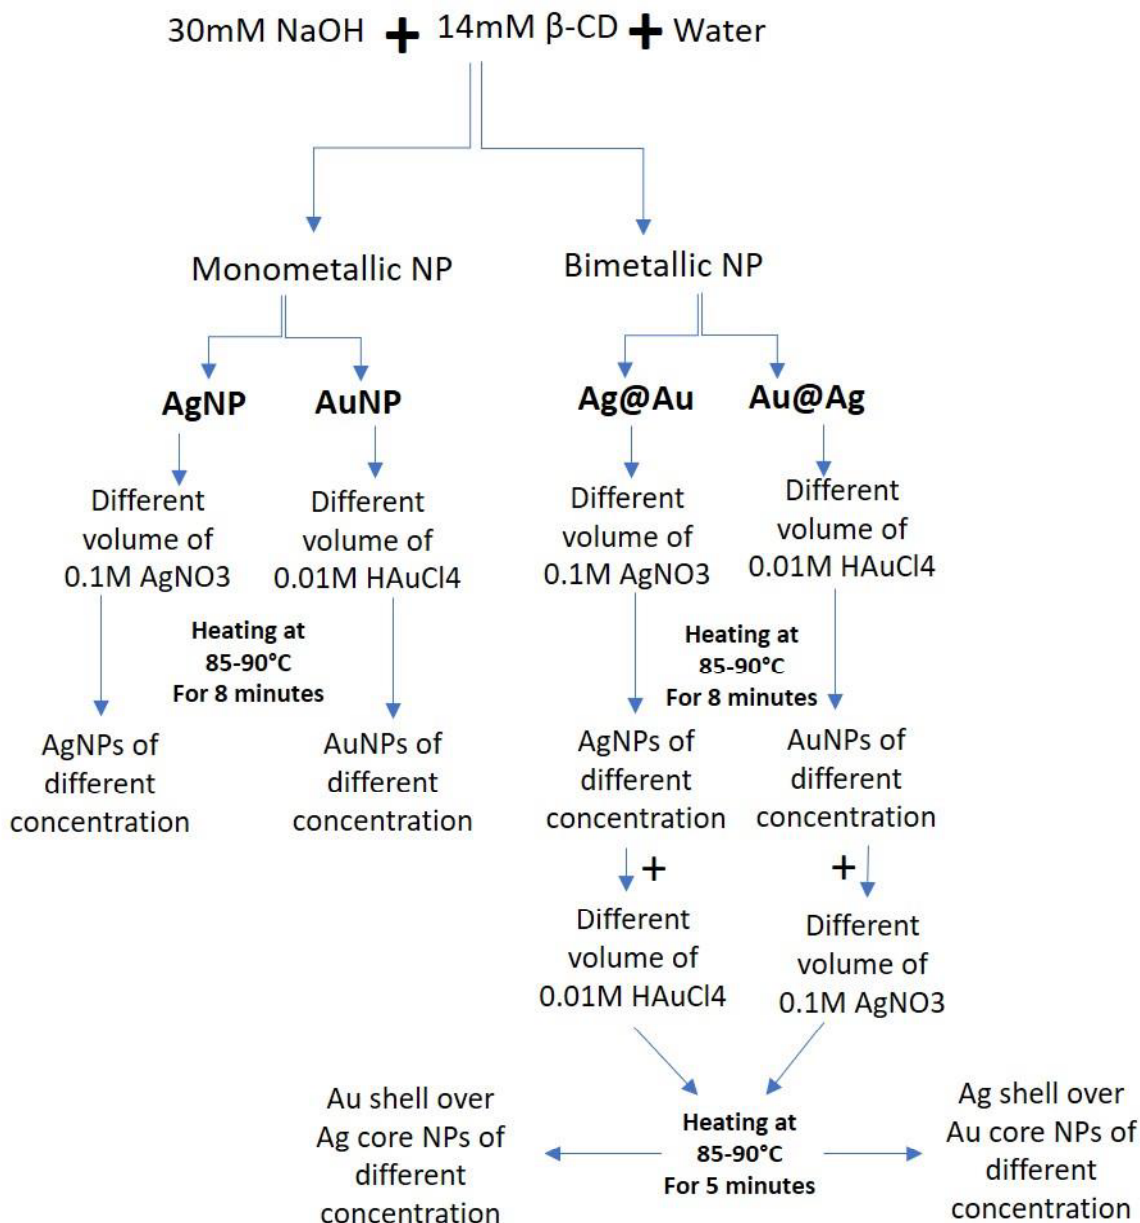 30mM NaOH + 14mM β-CD + Water
Monometallic NP
Bimetallic NP
AgNP
AuNP
Ag@Au
Au@Ag
Different
volume of
0.1M AgNO3
Different
volume of
0.01M HAuCl4
Different
volume of
0.1M AgNO3
Different
volume of
0.01M HAuCl4
Heating at
85-90°C
For 8 minutes
Heating at
85-90°C
For 8 minutes
AgNPs of
different
concentration
AuNPs of
different
concentration
AgNPs of
different
concentration
AuNPs of
different
concentration
+
+
Different
volume of
0.01M HAuCl4
Different
volume of
0.1M AgNO3
Au shell over
Ag core NPs of
different
concentration
Heating at
85-90°C
For 5 minutes
Ag shell over
Au core NPs of
different
concentration